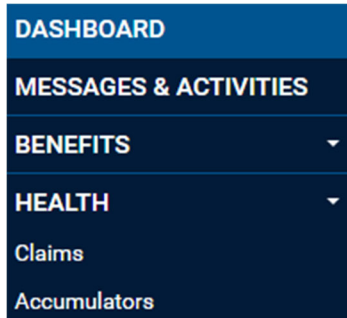 DASHBOARD
MESSAGES & ACTIVITIES
BENEFITS
HEALTH
Claims
Accumulators